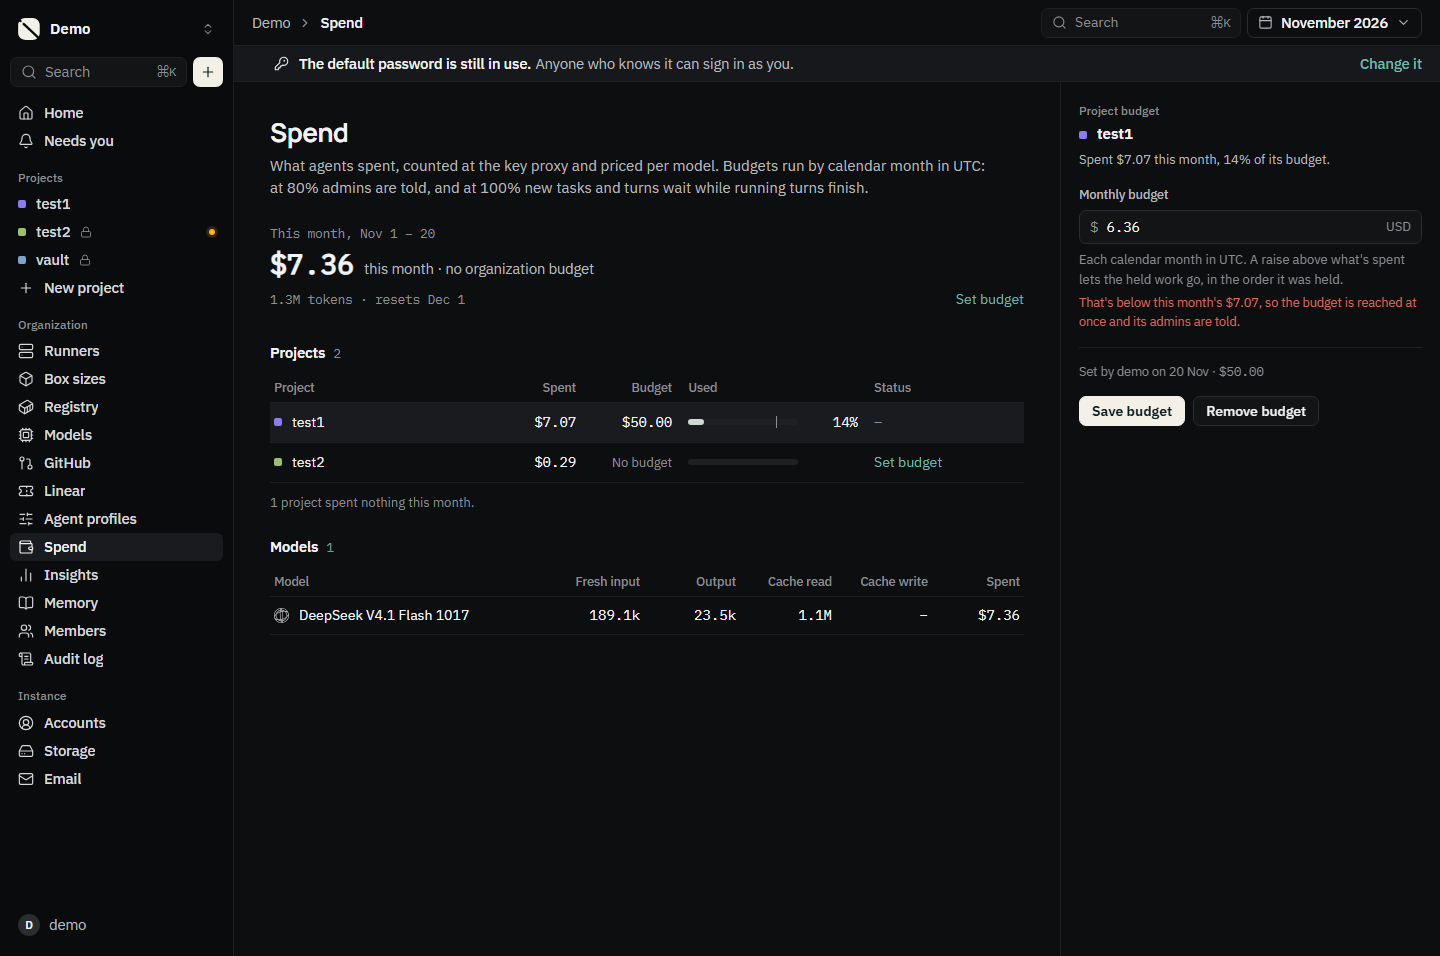 Demo
Search ⌘K
Home
Needs you
Projects
test1
test2
vault
New project
Organization
Runners
Box sizes
Registry
Models
GitHub
Linear
Agent profiles
Spend
Insights
Memory
Members
Audit log
Instance
Accounts
Storage
Email
D demo
Demo > Spend
Search ⌘K
November 2026
The default password is still in use. Anyone who knows it can sign in as you.
Change it
Spend
What agents spent, counted at the key proxy and priced per model. Budgets run by calendar month in UTC:
at 80% admins are told, and at 100% new tasks and turns wait while running turns finish.
This month, Nov 1 – 20
$7.36 this month · no organization budget
1.3M tokens · resets Dec 1
Set budget
Projects 2
Project Spent Budget Used Status
test1 $7.07 $50.00 14% –
test2 $0.29 No budget Set budget
1 project spent nothing this month.
Models 1
Model Fresh input Output Cache read Cache write Spent
DeepSeek V4.1 Flash 1017 189.1k 23.5k 1.1M – $7.36
Project budget
test1
Spent $7.07 this month, 14% of its budget.
Monthly budget
$ 6.36 USD
Each calendar month in UTC. A raise above what's spent
lets the held work go, in the order it was held.
That's below this month's $7.07, so the budget is reached at
once and its admins are told.
Set by demo on 20 Nov · $50.00
Save budget
Remove budget